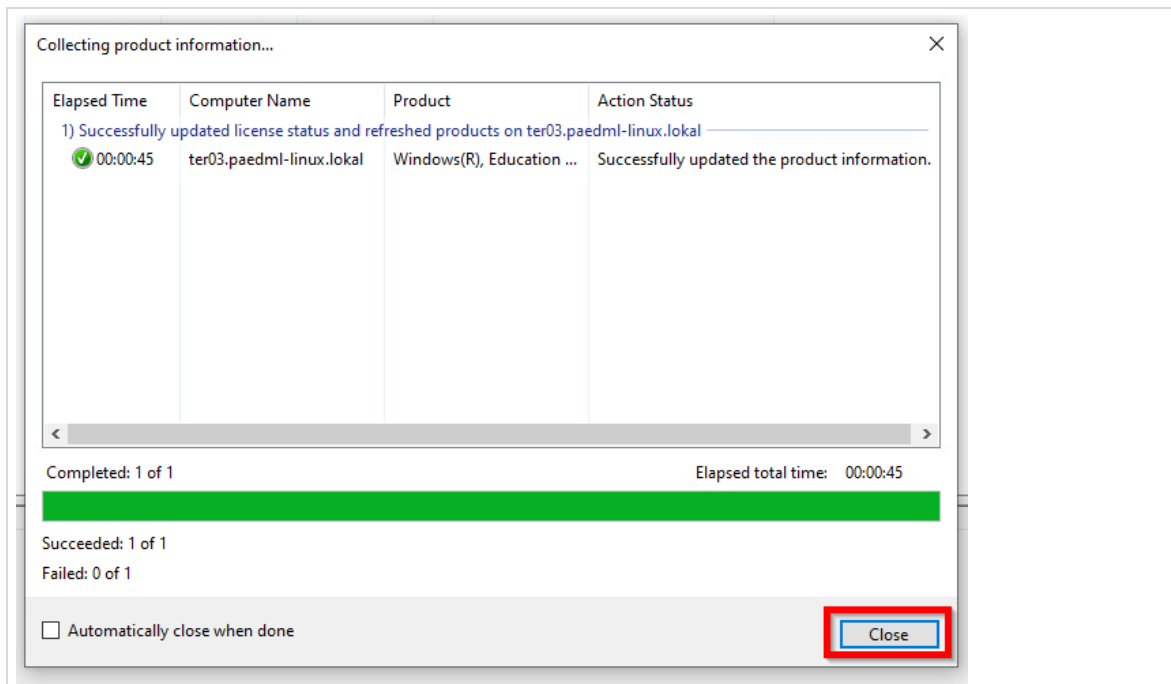 Collecting product information...
Elapsed Time Computer Name Product Action Status
1) Successfully updated license status and refreshed products on ter03.paedml-linux.lokal
00:00:45 ter03.paedml-linux.lokal Windows(R), Education ... Successfully updated the product information.
Completed: 1 of 1 Elapsed total time: 00:00:45
Succeeded: 1 of 1
Failed: 0 of 1
Automatically close when done Close